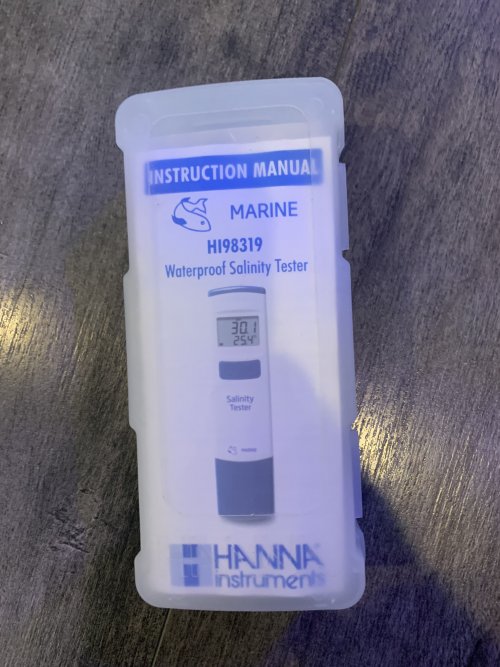 INSTRUCTION MANUAL
MARINE
HI98319
Waterproof Salinity Tester
30.1
25.4°
Salinity
Tester
HANNA
instruments